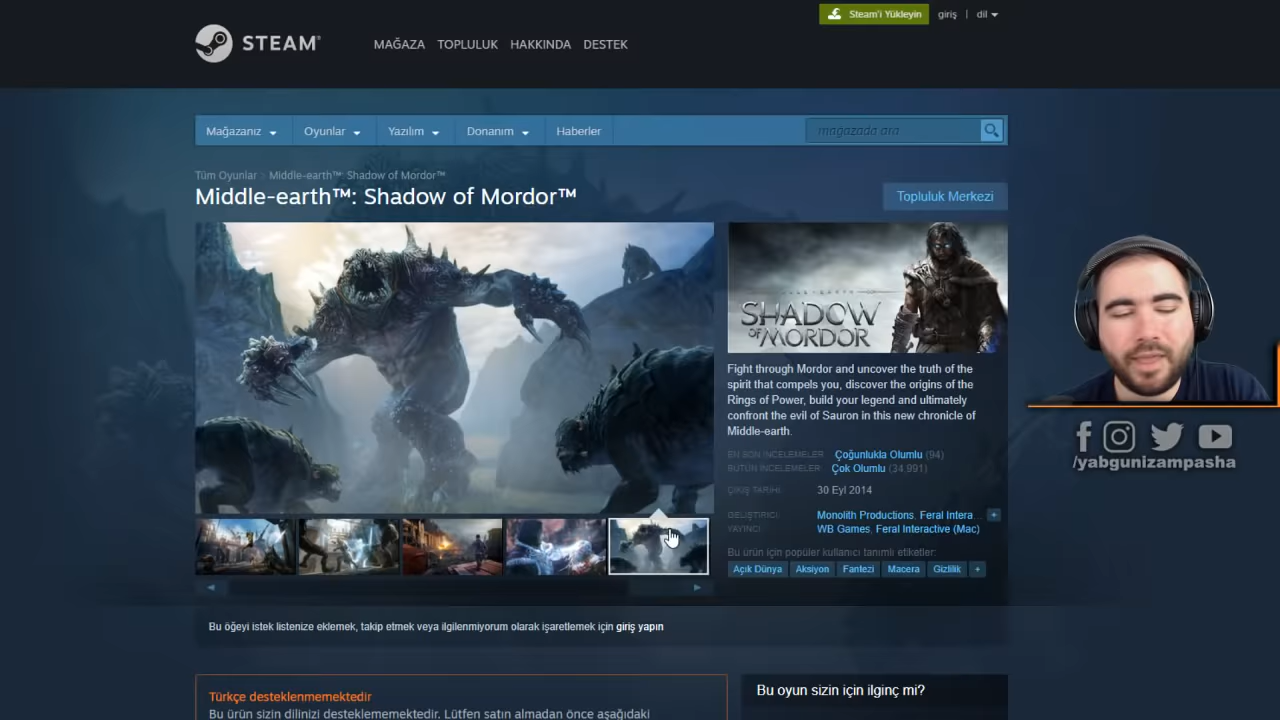 Steam'i Yükleyin giriş | dil
STEAM®
MAĞAZA TOPLULUK HAKKINDA DESTEK
Mağazanız Oyunlar Yazılım Donanım Haberler mağazada ara
Tüm Oyunlar > Middle-earth™: Shadow of Mordor™
Middle-earth™: Shadow of Mordor™
Topluluk Merkezi
SHADOW
OF MORDOR
Fight through Mordor and uncover the truth of the
spirit that compels you, discover the origins of the
Rings of Power, build your legend and ultimately
confront the evil of Sauron in this new chronicle of
Middle-earth.
EN SON İNCELEMELER: Çoğunlukla Olumlu (94)
BÜTÜN İNCELEMELER: Çok Olumlu (34,991)
ÇIKIŞ TARİHİ: 30 Eyl 2014
GELİŞTİRİCİ: Monolith Productions, Feral Intera. +
YAYINCI: WB Games, Feral Interactive (Mac)
Bu ürün için popüler kullanıcı tanımlı etiketler:
Açık Dünya Aksiyon Fantezi Macera Gizlilik +
/yabgunizampasha
Bu öğeyi istek listenize eklemek, takip etmek veya ilgilenmiyorum olarak işaretlemek için giriş yapın
Türkçe desteklenmemektedir
Bu ürün sizin dilinizi desteklememektedir. Lütfen satın almadan önce aşağıdaki
Bu oyun sizin için ilginç mi?